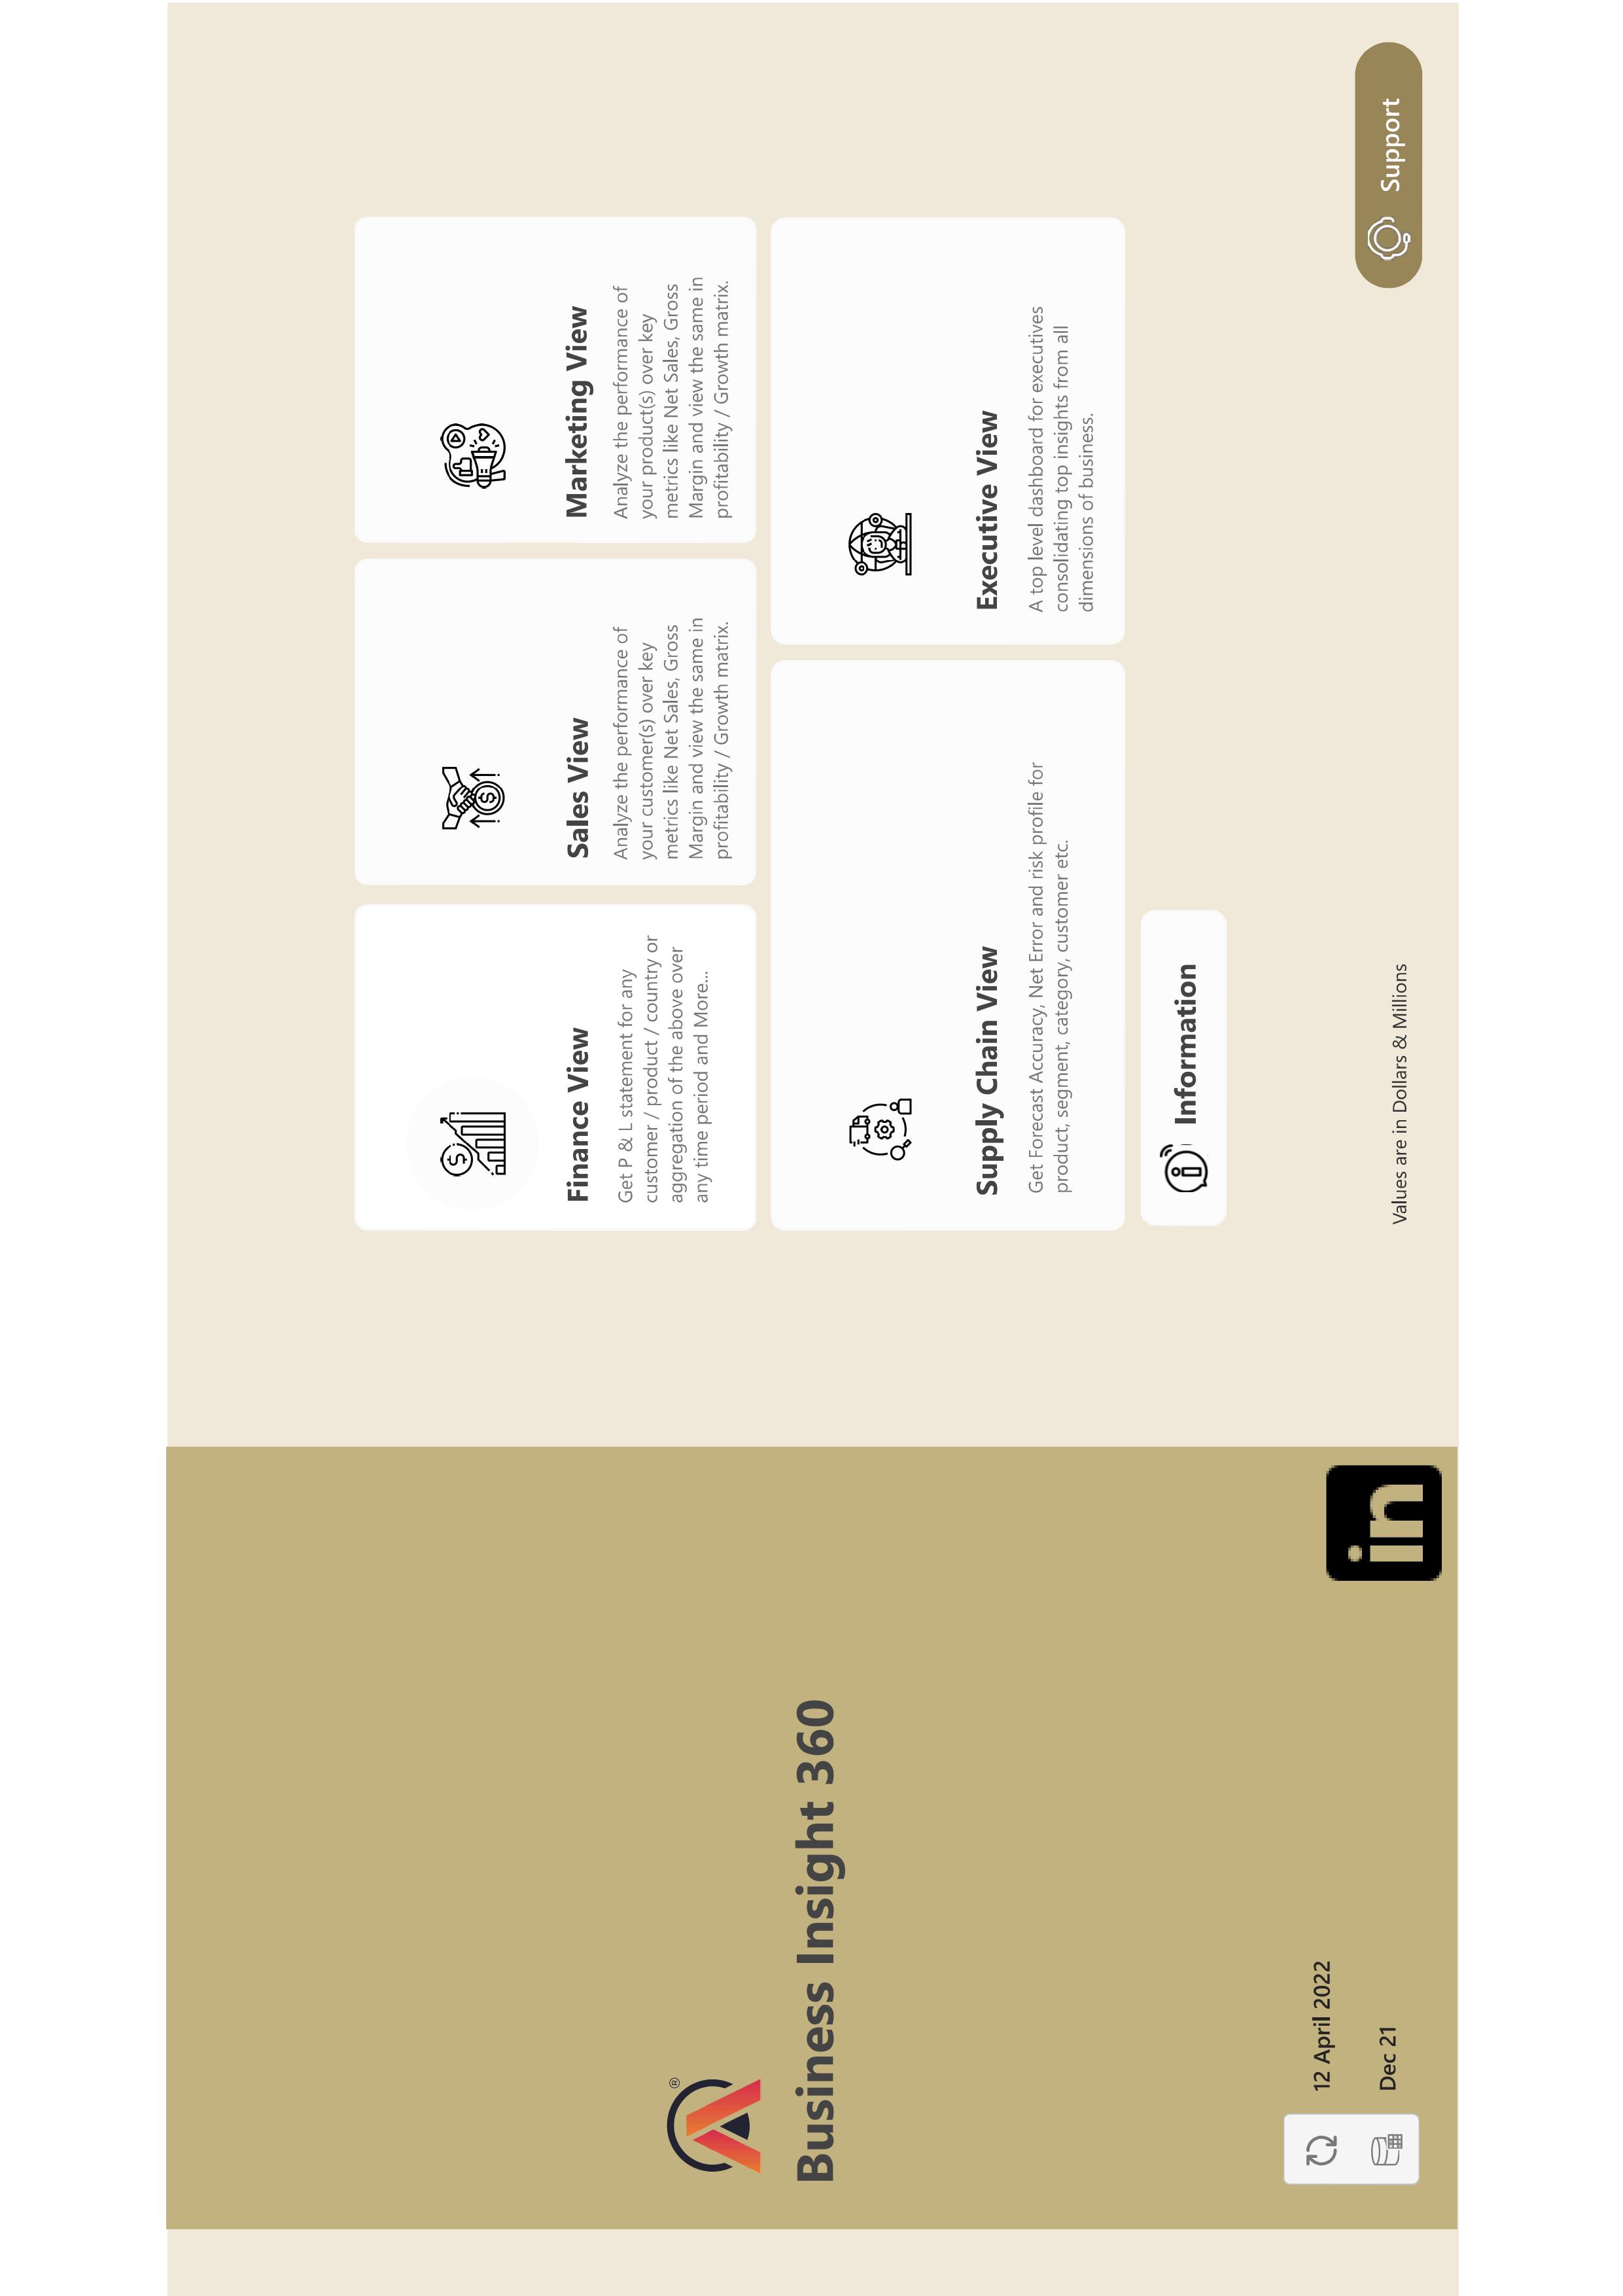 ®
Business Insight 360
12 April 2022
Dec 21
in
Finance View
Get P & L statement for any
customer / product / country or
aggregation of the above over
any time period and More...
Sales View
Analyze the performance of
your customer(s) over key
metrics like Net Sales, Gross
Margin and view the same in
profitability / Growth matrix.
Marketing View
Analyze the performance of
your product(s) over key
metrics like Net Sales, Gross
Margin and view the same in
profitability / Growth matrix.
Supply Chain View
Get Forecast Accuracy, Net Error and risk profile for
product, segment, category, customer etc.
Executive View
A top level dashboard for executives
consolidating top insights from all
dimensions of business.
Information
Values are in Dollars & Millions
Support